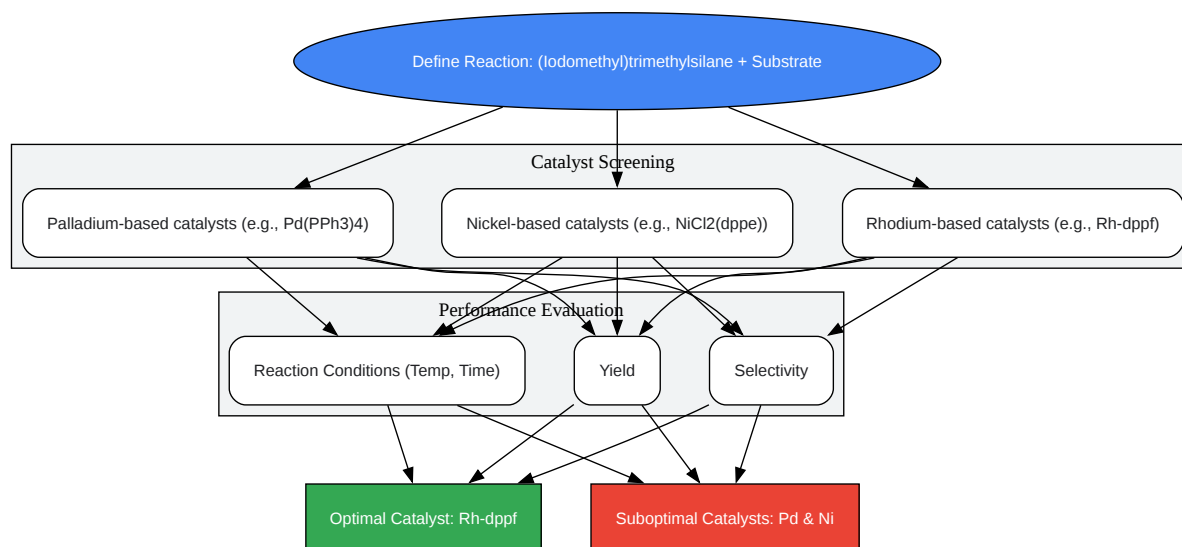 Define Reaction: (Iodomethyl)trimethylsilane + Substrate
Catalyst Screening
Palladium-based catalysts (e.g., Pd(PPh3)4)
Nickel-based catalysts (e.g., NiCl2(dppe))
Rhodium-based catalysts (e.g., Rh-dppf)
Performance Evaluation
Reaction Conditions (Temp, Time)
Yield
Selectivity
Optimal Catalyst: Rh-dppf
Suboptimal Catalysts: Pd & Ni